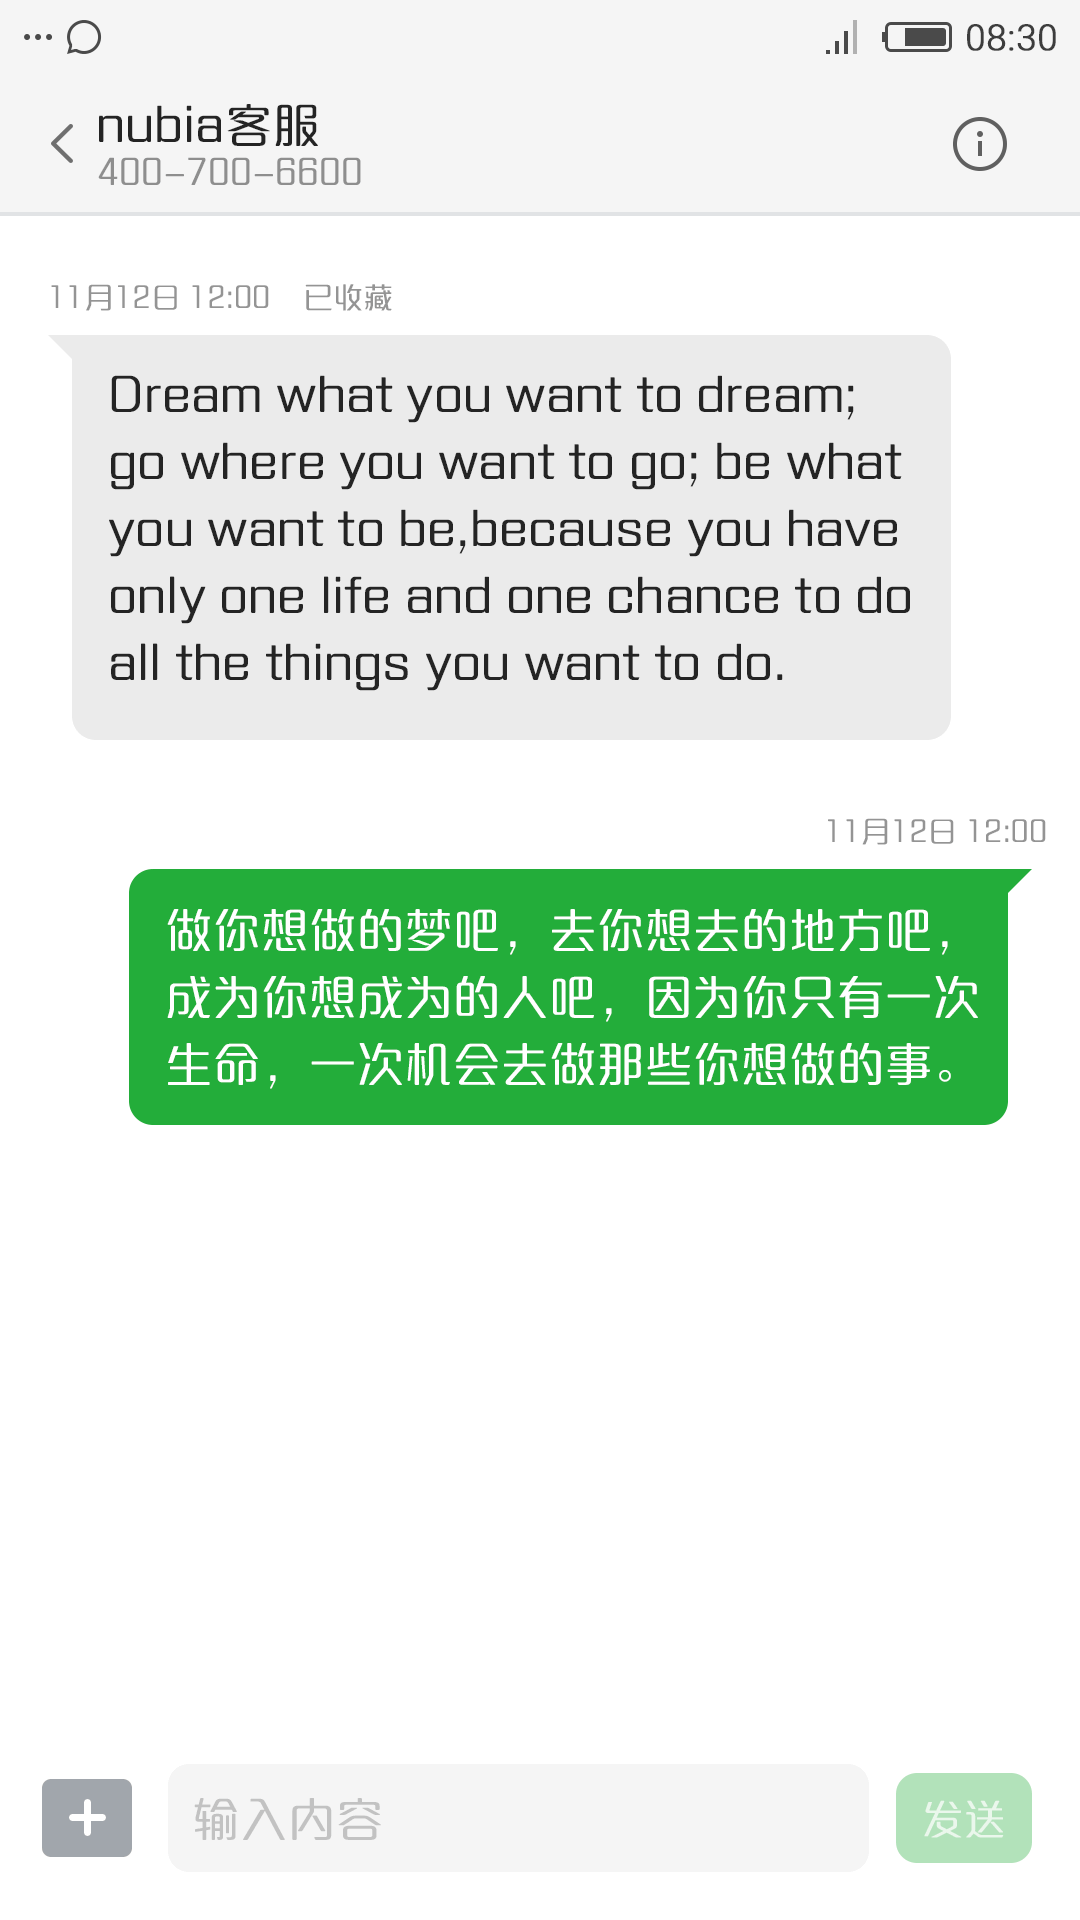 08:30
nubia客服
400-700-6600
11月12日 12:00 已收藏
Dream what you want to dream;
go where you want to go; be what
you want to be,because you have
only one life and one chance to do
all the things you want to do.
11月12日 12:00
做你想做的梦吧，去你想去的地方吧，
成为你想成为的人吧，因为你只有一次
生命，一次机会去做那些你想做的事。
输入内容
发送